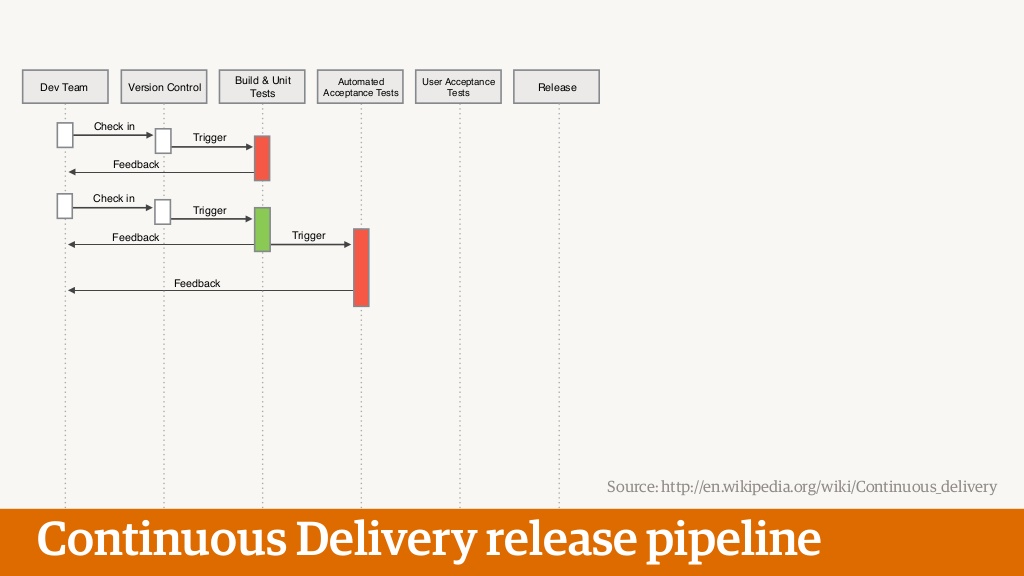 Dev Team
Version Control
Build & Unit
Tests
Automated
Acceptance Tests
User Acceptance
Tests
Release
Check in
Trigger
Feedback
Check in
Trigger
Feedback
Trigger
Feedback
Source: http://en.wikipedia.org/wiki/Continuous_delivery
Continuous Delivery release pipeline